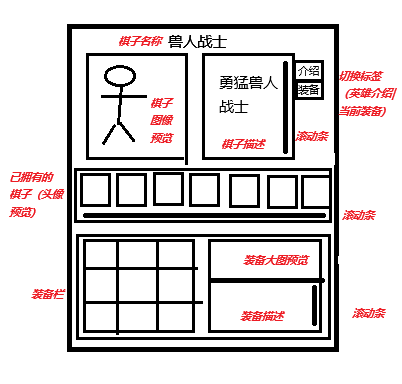 棋子名称 兽人战士
棋子
图像
预览
勇猛兽人
战士
棋子描述
介绍
装备
切换标签
（英雄介绍|
当前装备）
滚动条
已拥有的
棋子（头像
预览）
滚动条
装备栏
装备大图预览
装备描述
滚动条